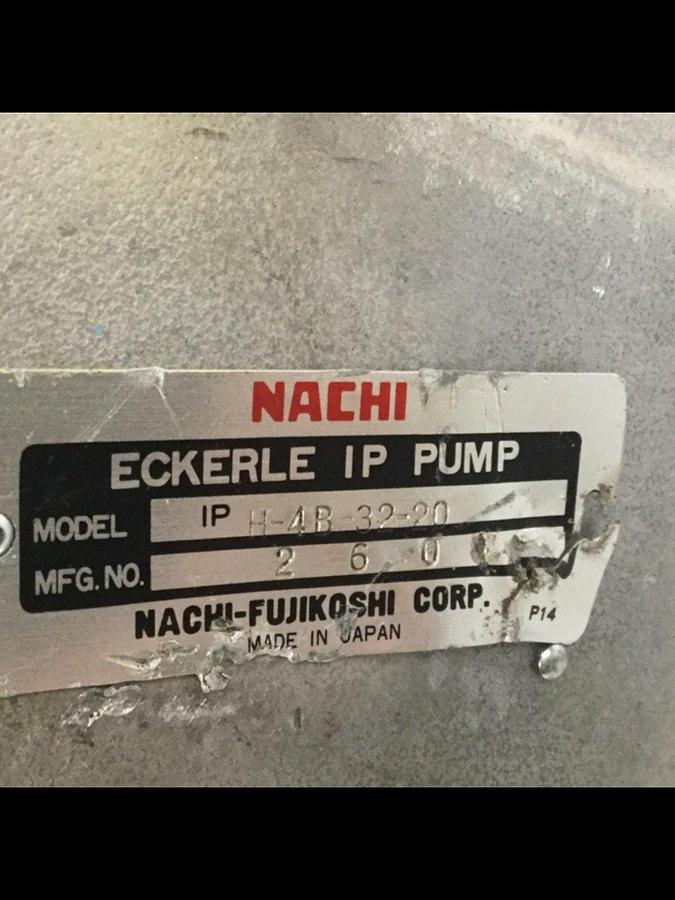 NACHI
ECKERLE IP PUMP
MODEL IP H-4B-32-20
MFG. NO. 2 6 0
NACHI-FUJIKOSHI CORP.
MADE IN JAPAN P14